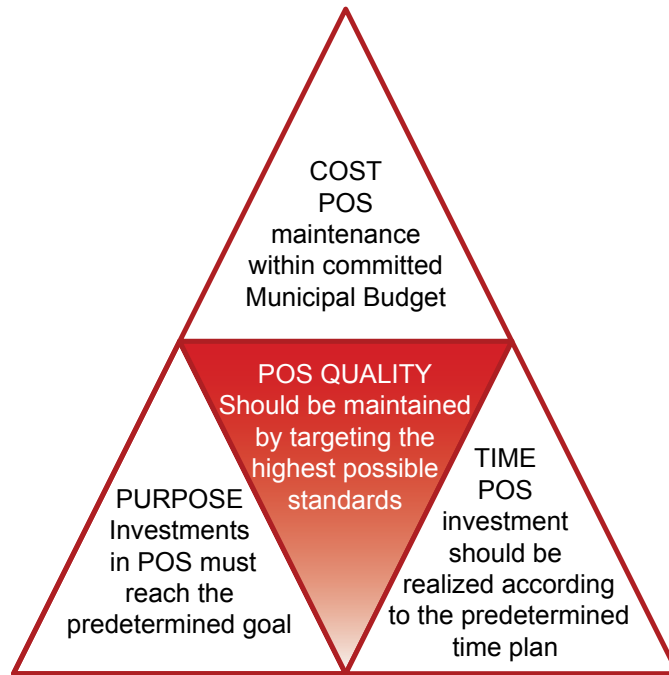 COST
POS
maintenance
within committed
Municipal Budget
POS QUALITY
Should be maintained
by targeting the
highest possible
standards
PURPOSE
Investments
in POS must
reach the
predetermined goal
TIME
POS
investment
should be
realized according
to the predetermined
time plan